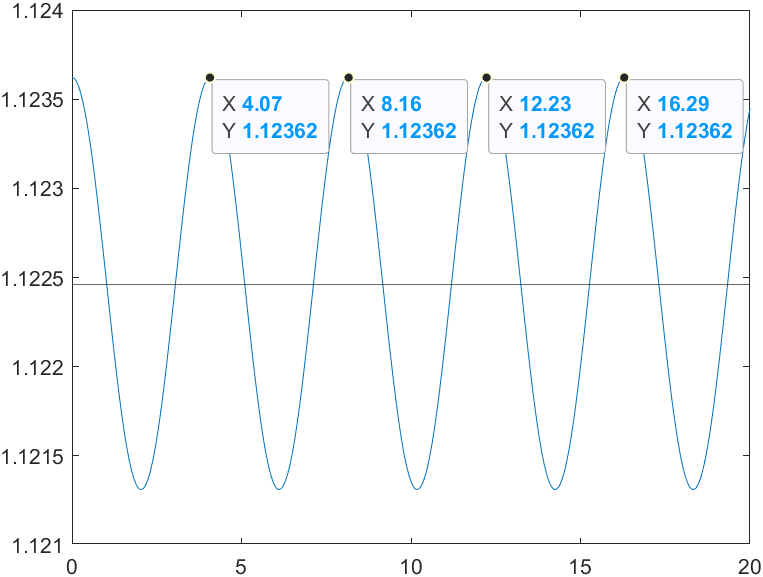 1.124
1.1235
1.123
1.1225
1.122
1.1215
1.121
X 4.07
Y 1.12362
X 8.16
Y 1.12362
X 12.23
Y 1.12362
X 16.29
Y 1.12362
0 5 10 15 20